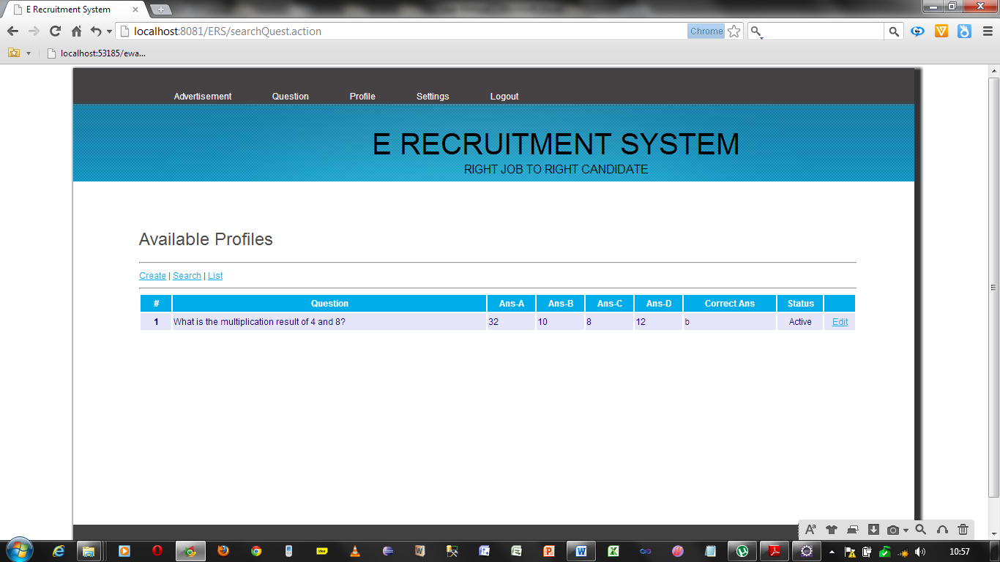 E Recruitment System
localhost:8081/ERS/searchQuest.action
Chrome
localhost:53185/ewa...
Advertisement Question Profile Settings Logout
E RECRUITMENT SYSTEM
RIGHT JOB TO RIGHT CANDIDATE
Available Profiles
Create | Search | List
# Question Ans-A Ans-B Ans-C Ans-D Correct Ans Status
1 What is the multiplication result of 4 and 8? 32 10 8 12 b Active Edit
10:57